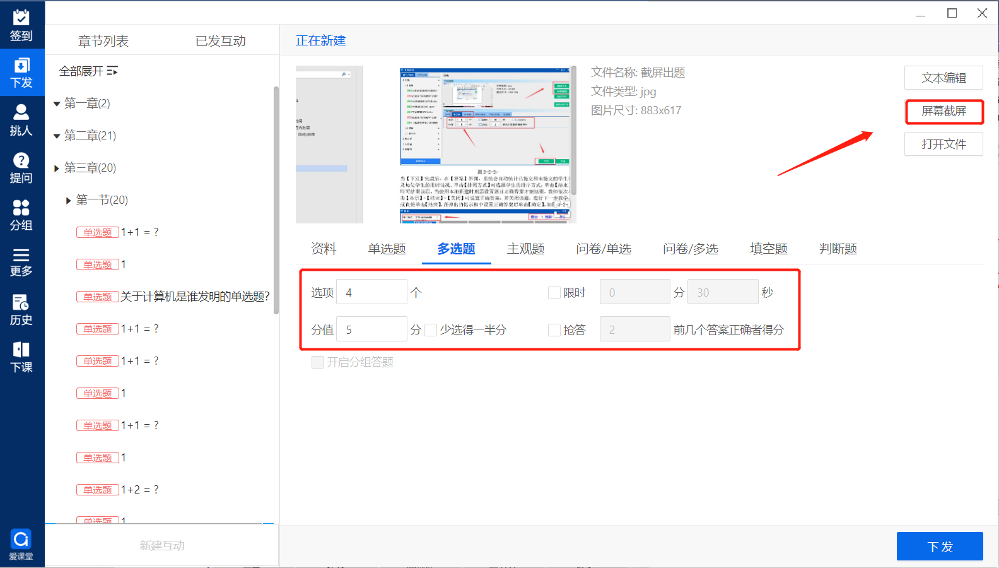 签到
下发
挑人
提问
分组
更多
历史
下课
爱课堂
章节列表
已发互动
全部展开
第一章(2)
第二章(21)
第三章(20)
第一节(20)
单选题 1+1 = ?
单选题 1
单选题 关于计算机是谁发明的单选题?
单选题 1+1 = ?
单选题 1+1 = ?
单选题 1
单选题 1+1 = ?
单选题 1
单选题 1+2 = ?
单选题 1
新建互动
正在新建
图 3-2-3:
文件名称: 截屏出题
文件类型: jpg
图片尺寸: 883x617
文本编辑
屏幕截屏
打开文件
资料
单选题
多选题
主观题
问卷/单选
问卷/多选
填空题
判断题
选项 4 个
限时 0 分 30 秒
分值 5 分 少选得一半分
抢答 2 前几个答案正确者得分
开启分组答题
下发